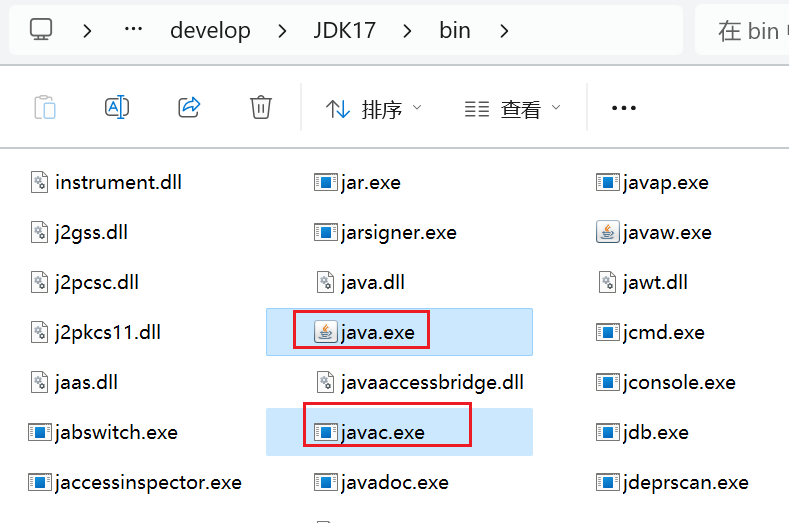 ··· develop JDK17 bin 在 bin
排序 查看 ···
instrument.dll jar.exe javap.exe
j2gss.dll jarsigner.exe javaw.exe
j2pcsc.dll java.dll jawt.dll
j2pkcs11.dll java.exe jcmd.exe
jaas.dll javaaccessbridge.dll jconsole.exe
jabswitch.exe javac.exe jdb.exe
jaccessinspector.exe javadoc.exe jdeprscan.exe